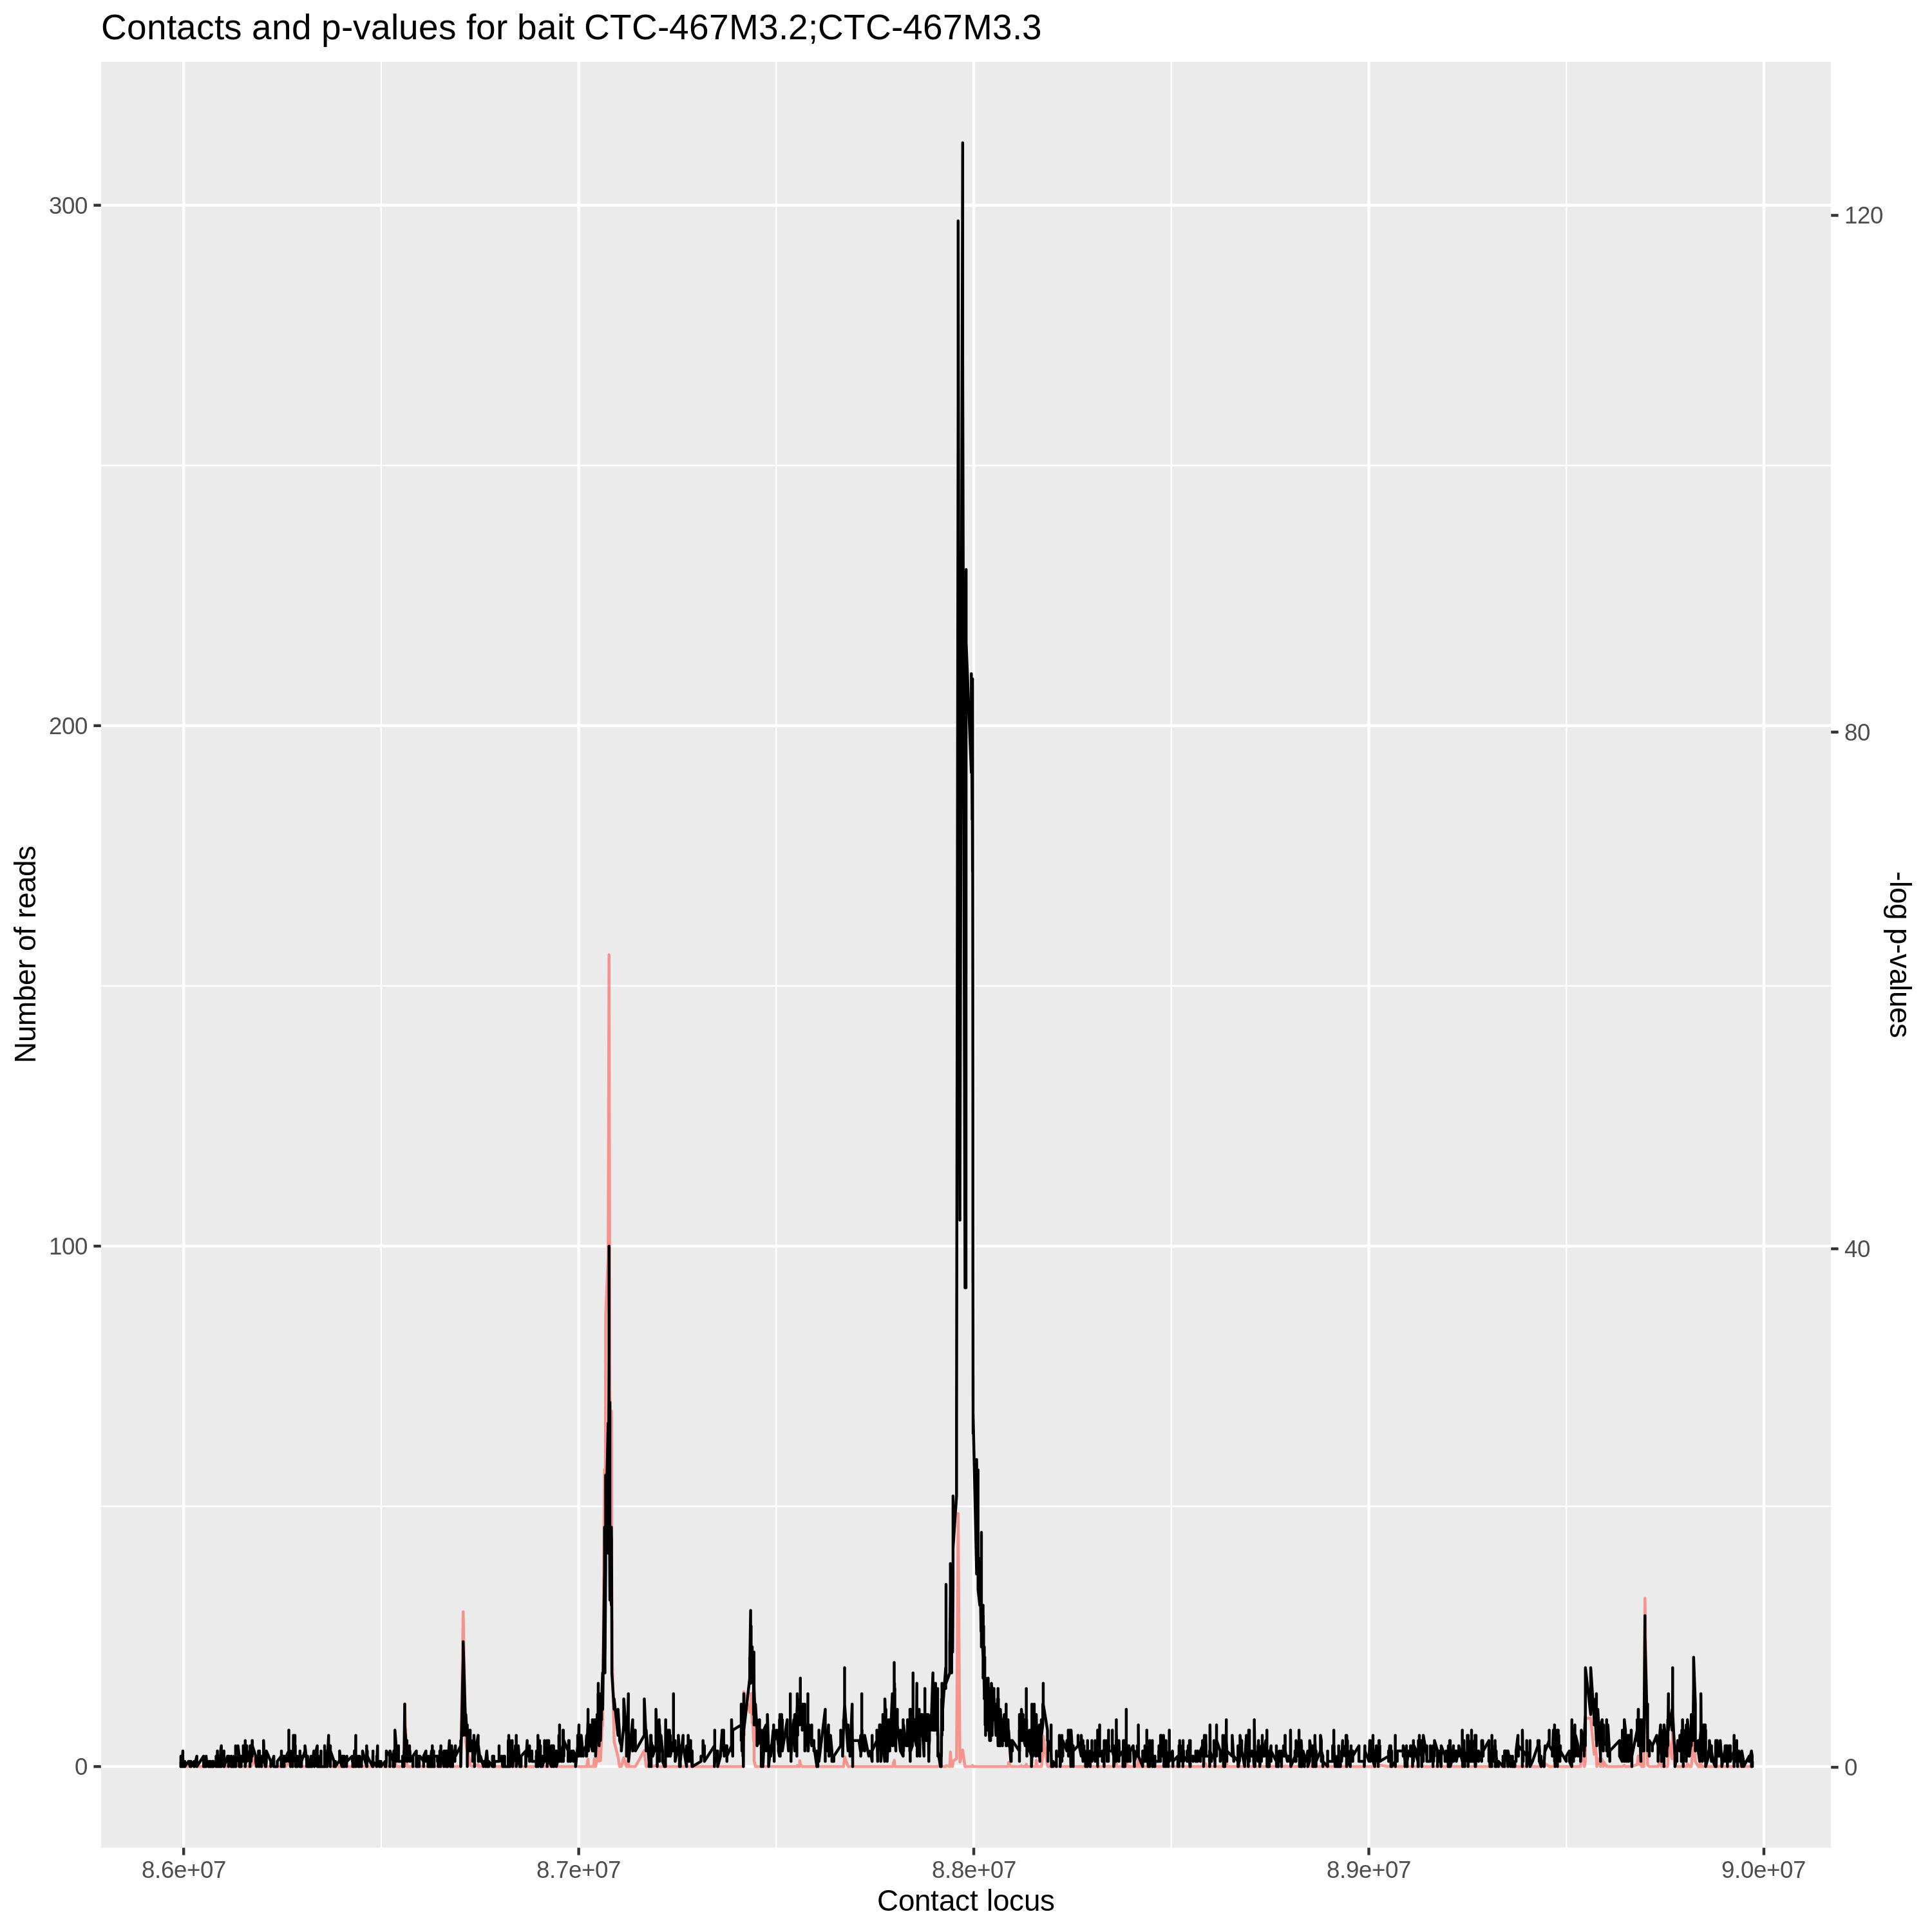 Contacts and p-values for bait CTC-467M3.2;CTC-467M3.3
300
200
100
0
Number of reads
120
80
40
0
-log p-values
8.6e+07
8.7e+07
8.8e+07
8.9e+07
9.0e+07
Contact locus